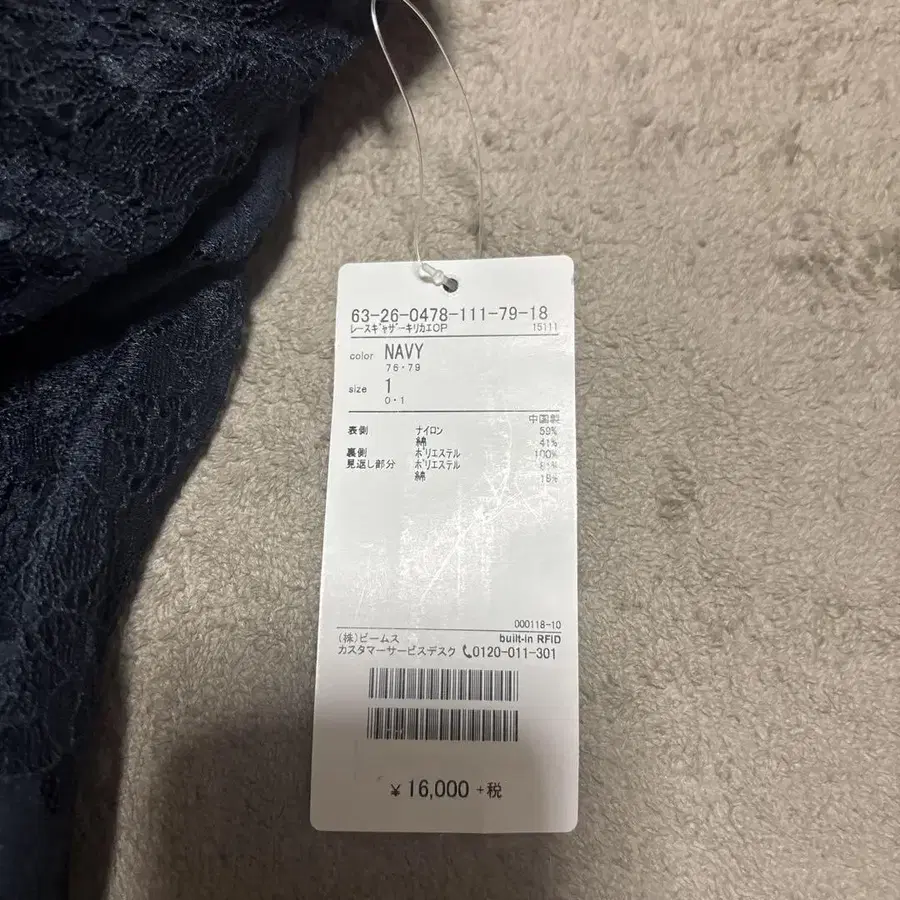 63-26-0478-111-79-18
レースギャザーキリカエOP 15111
color NAVY
76・79
size 1
0・1
中国製
表側 ナイロン 59%
綿 41%
裏側 ポリエステル 100%
見返し部分 ポリエステル 81%
綿 19%
000118-10
(株)ビームス built-in RFID
カスタマーサービスデスク 0120-011-301
¥ 16,000 +税